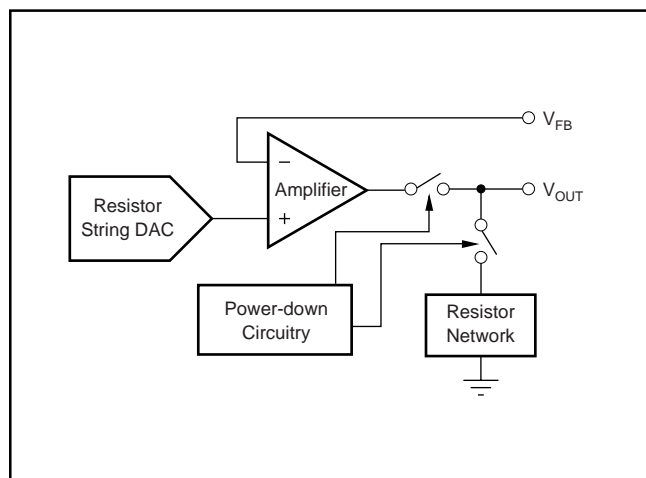 V_FB
−
Amplifier
+
V_OUT
Resistor
String DAC
Power-down
Circuitry
Resistor
Network